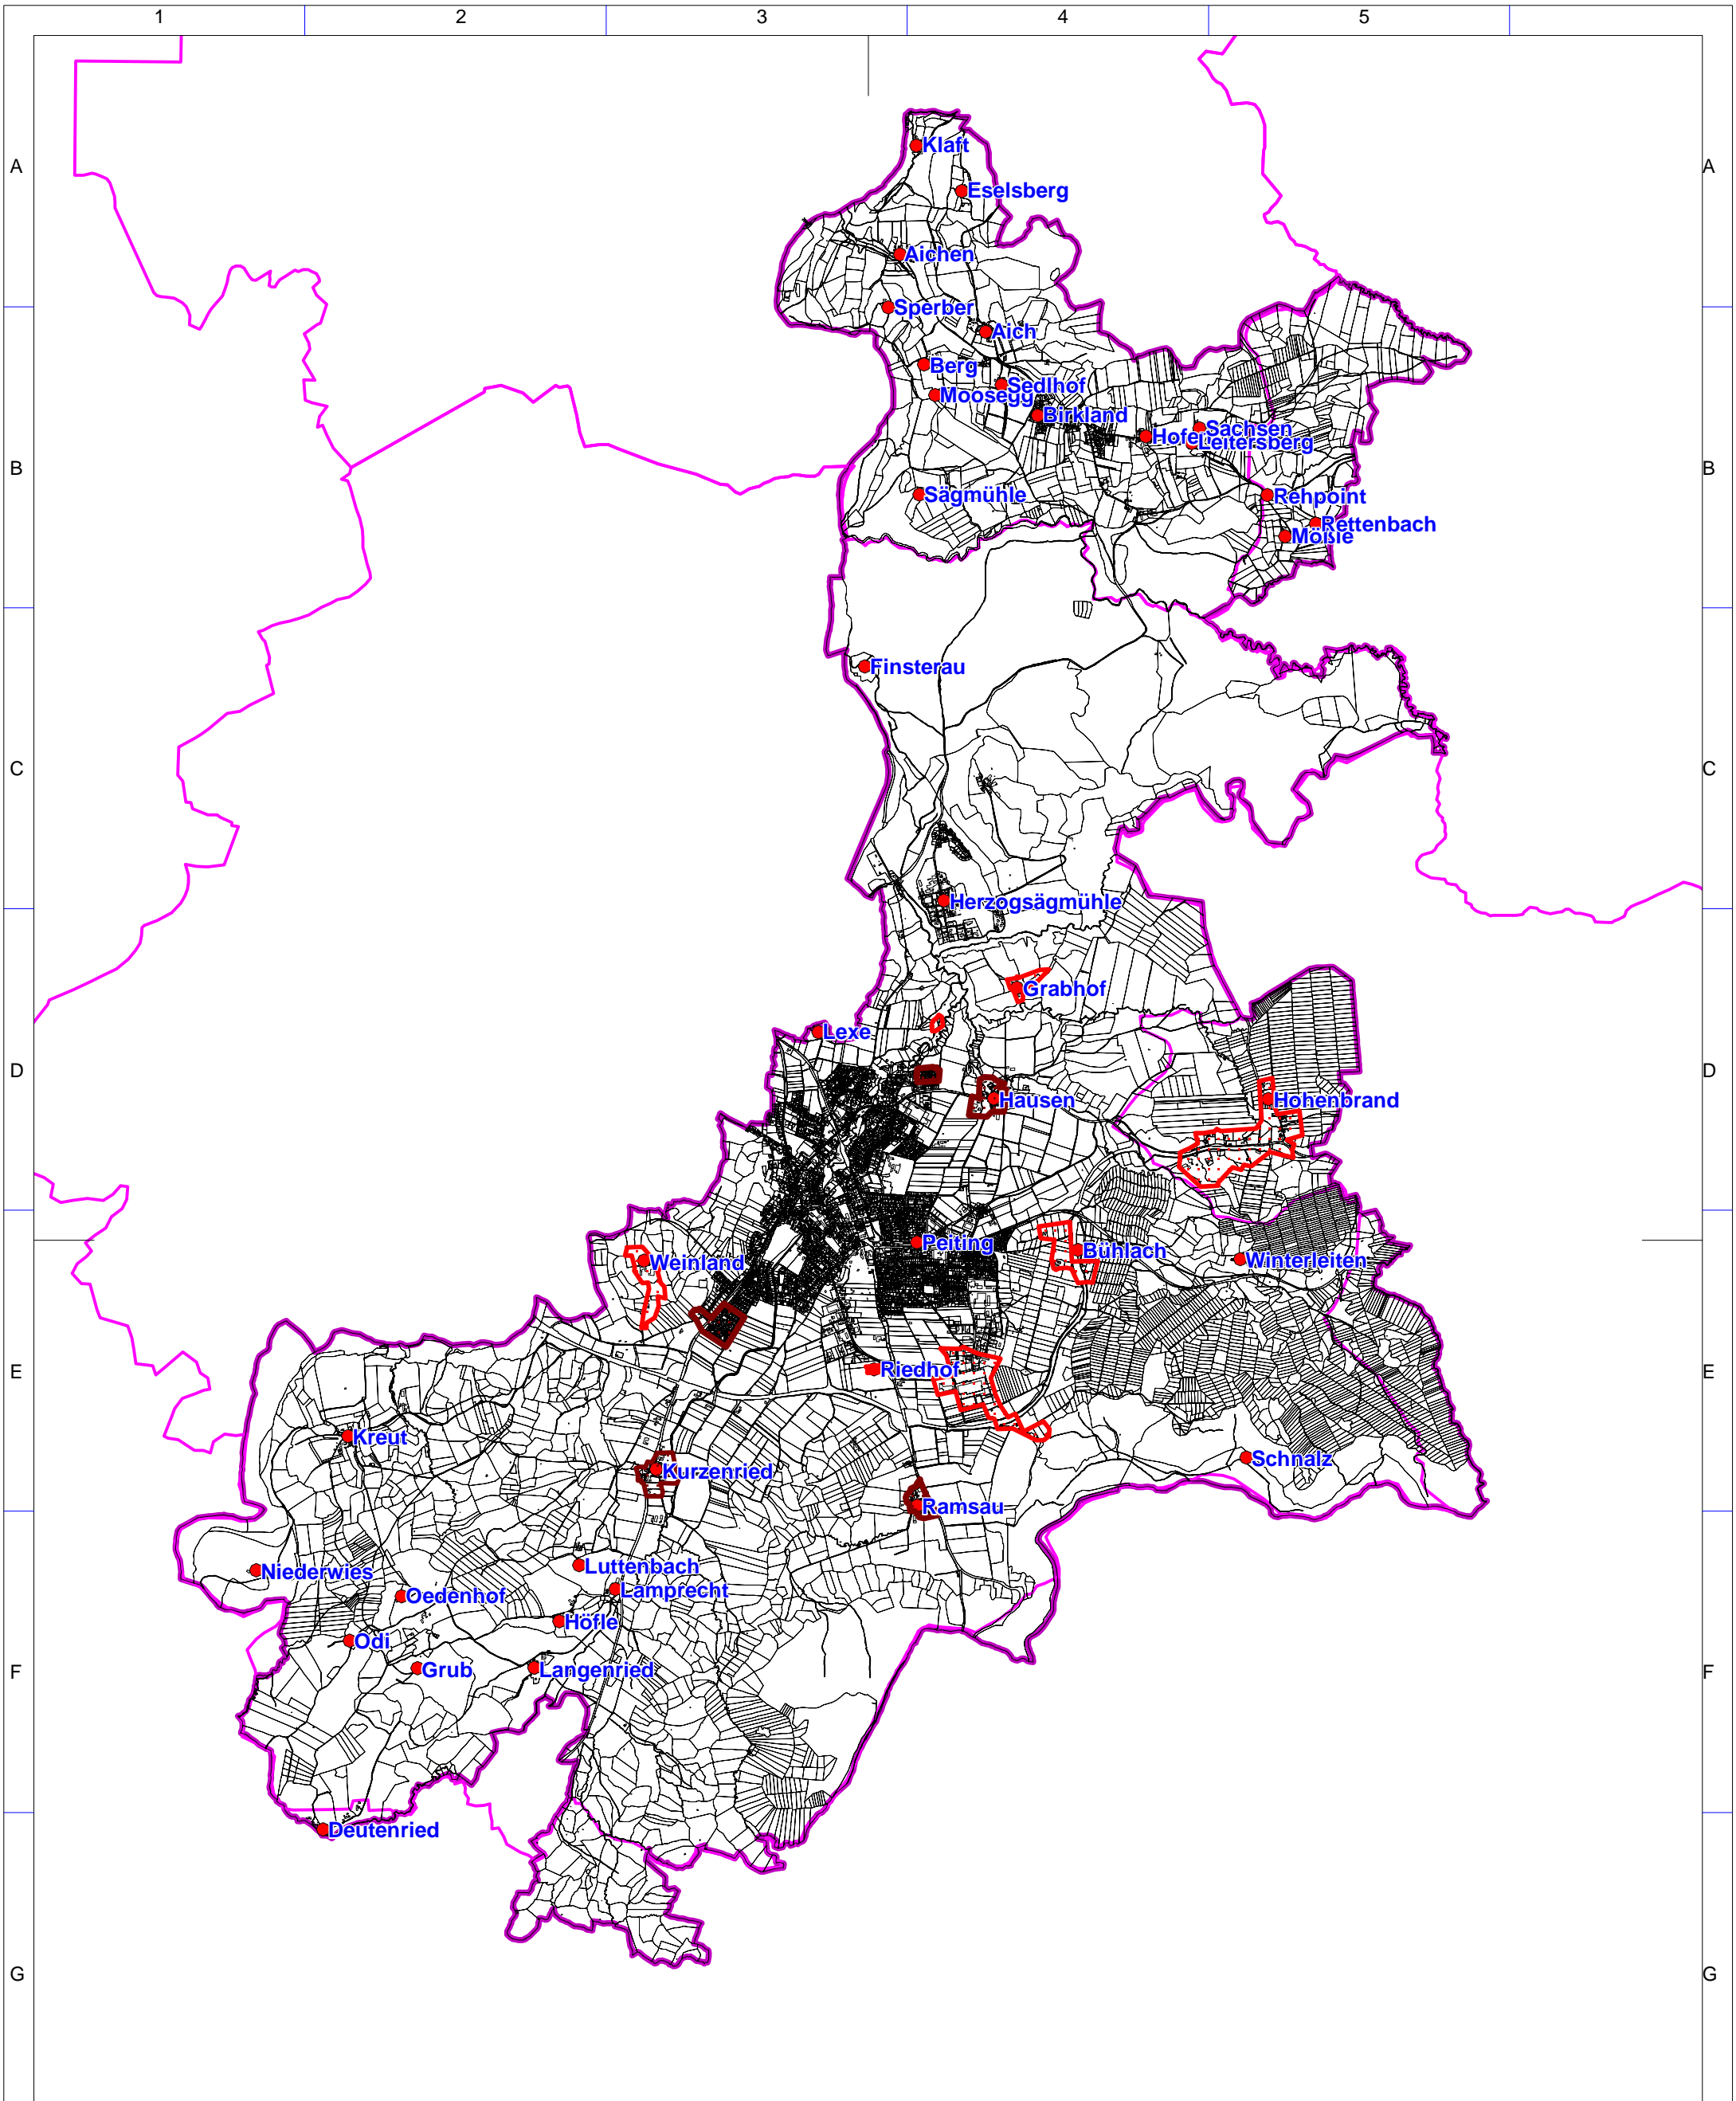 1 2 3 4 5
A A
Klaft
Eselsberg
Aichen
Sperber
Aich
Berg
Sedlhof
Moosegg
Birkland
Sachsen
Hofe
Leitersberg
B B
Sägmühle
Rehpoint
Rettenbach
Mößle
Finsterau
C C
Herzogsägmühle
Grabhof
Lexe
D D
Hausen
Hohenbrand
Peiting
Bühlach
Weinland
Winterleiten
Riedhof
E E
Kreut
Schnalz
Kurzenried
Ramsau
Luttenbach
Niederwies
Lamprecht
Oedenhof
Höfle
Odi
Grub
Langenried
F F
Deutenried
G G